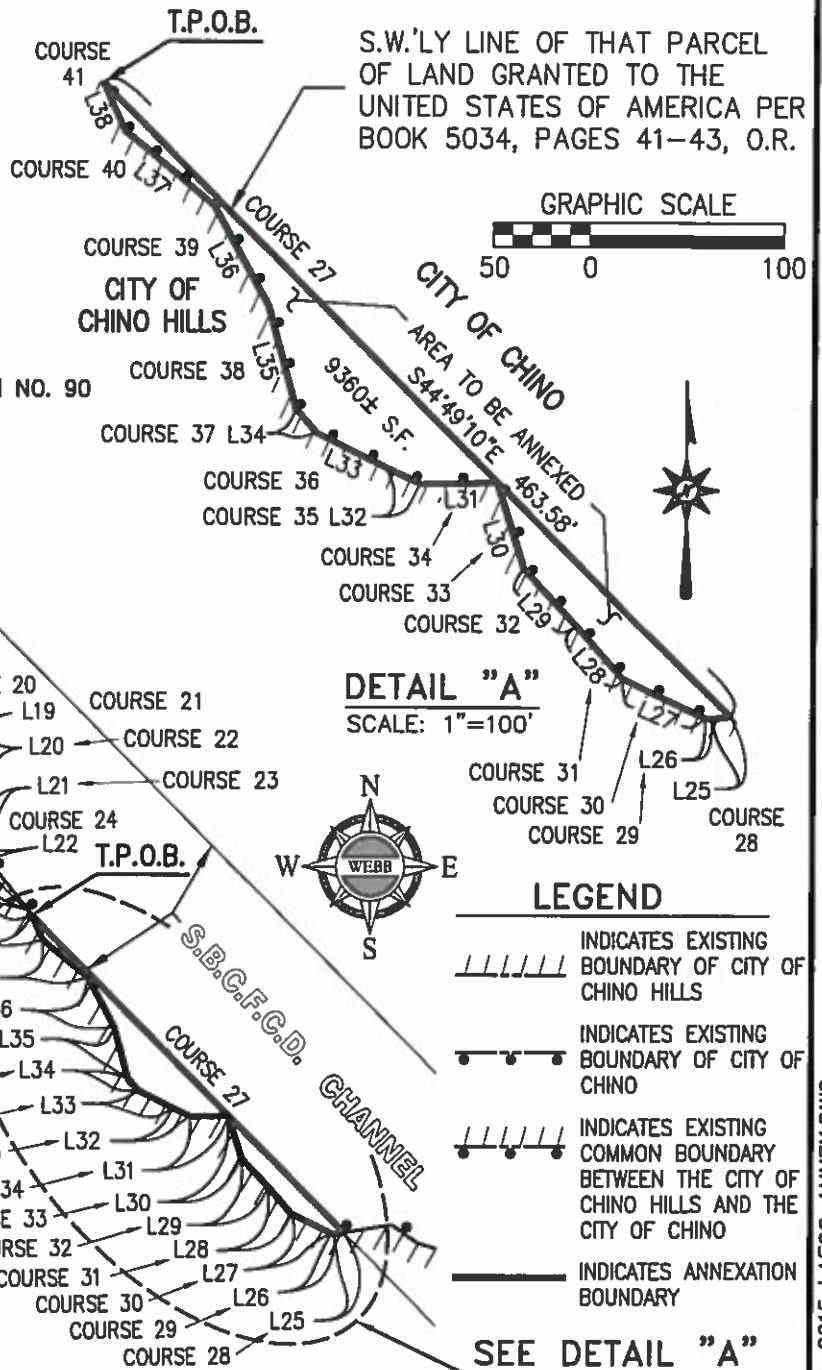 T.P.O.B.
COURSE
41
S.W.'LY LINE OF THAT PARCEL
OF LAND GRANTED TO THE
UNITED STATES OF AMERICA PER
BOOK 5034, PAGES 41-43, O.R.
L38
COURSE 40
L37
COURSE 27
GRAPHIC SCALE
50 0 100
COURSE 39
L36
CITY OF
CHINO HILLS
CITY OF CHINO
AREA TO BE ANNEXED
S44°49'10"E 463.58'
9360± S.F.
NO. 90
COURSE 38
L35
COURSE 37 L34
L33
COURSE 36
COURSE 35 L32
L31
COURSE 34
L30
COURSE 33
L29
COURSE 32
L28
L27
DETAIL "A"
SCALE: 1"=100'
L26
COURSE 31
L25
COURSE 30
COURSE 29
COURSE
28
20
COURSE 21
L19
L20
COURSE 22
L21
COURSE 23
COURSE 24
L22
T.P.O.B.
N
W
WEBB
E
S
S.B.C.F.C.D. CHANNEL
COURSE 27
6
L35
L34
L33
L32
L31
34
L30
33
L29
URSE 32
L28
COURSE 31
L27
COURSE 30
L26
COURSE 29
L25
COURSE 28
LEGEND
INDICATES EXISTING
BOUNDARY OF CITY OF
CHINO HILLS
INDICATES EXISTING
BOUNDARY OF CITY OF
CHINO
INDICATES EXISTING
COMMON BOUNDARY
BETWEEN THE CITY OF
CHINO HILLS AND THE
CITY OF CHINO
INDICATES ANNEXATION
BOUNDARY
SEE DETAIL "A"